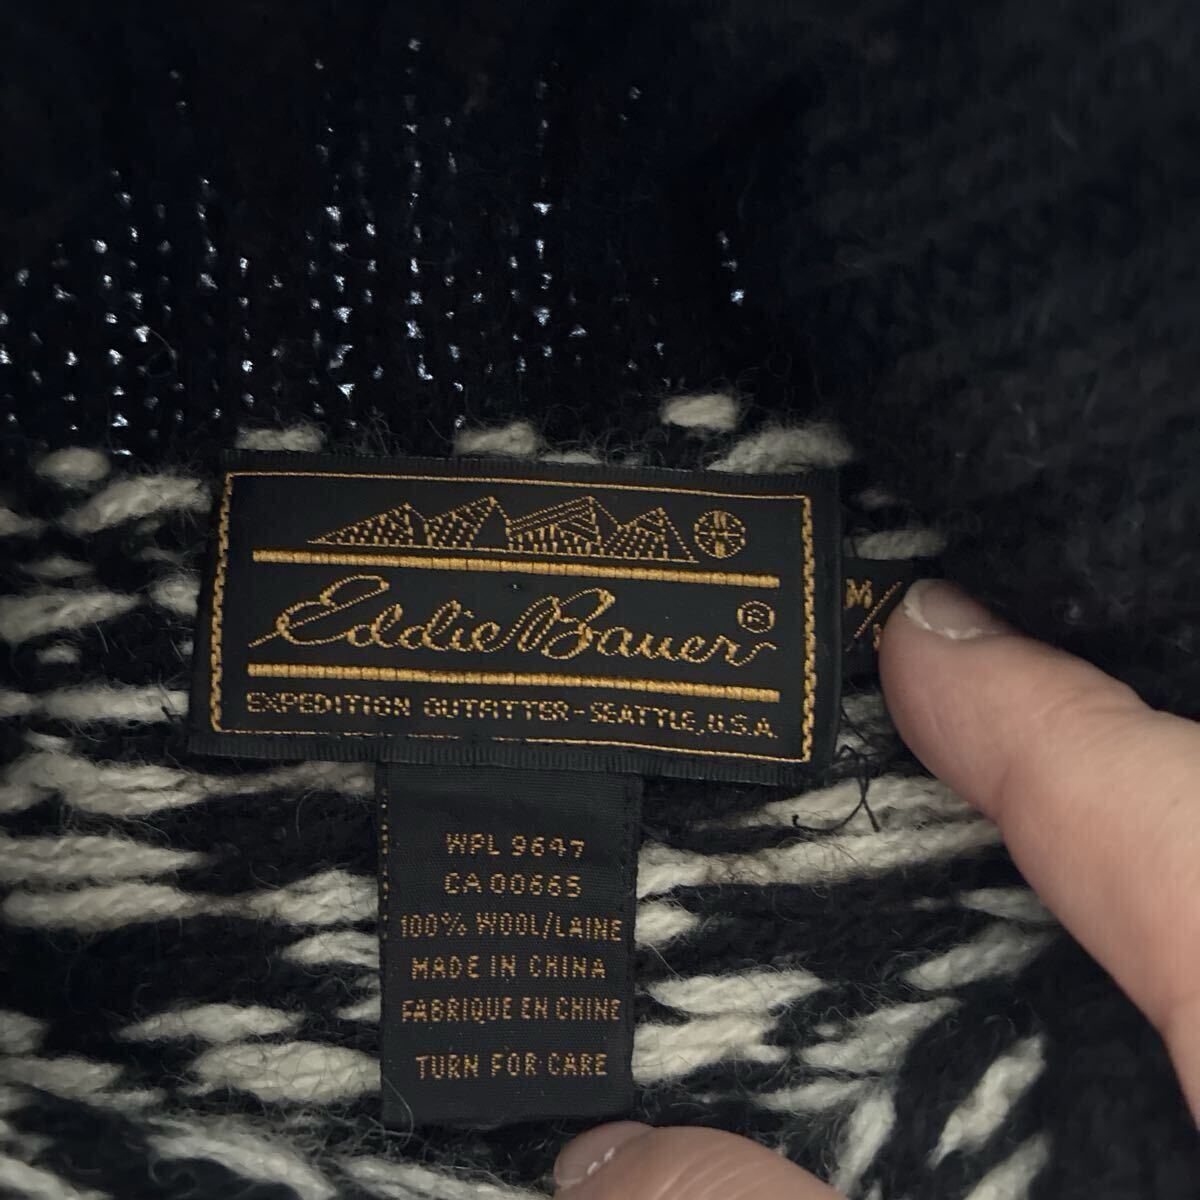 Eddie Bauer®
EXPEDITION OUTFITTER-SEATTLE, U.S.A.
M/
WPL 9647
CA 00665
100% WOOL/LAINE
MADE IN CHINA
FABRIQUE EN CHINE
TURN FOR CARE